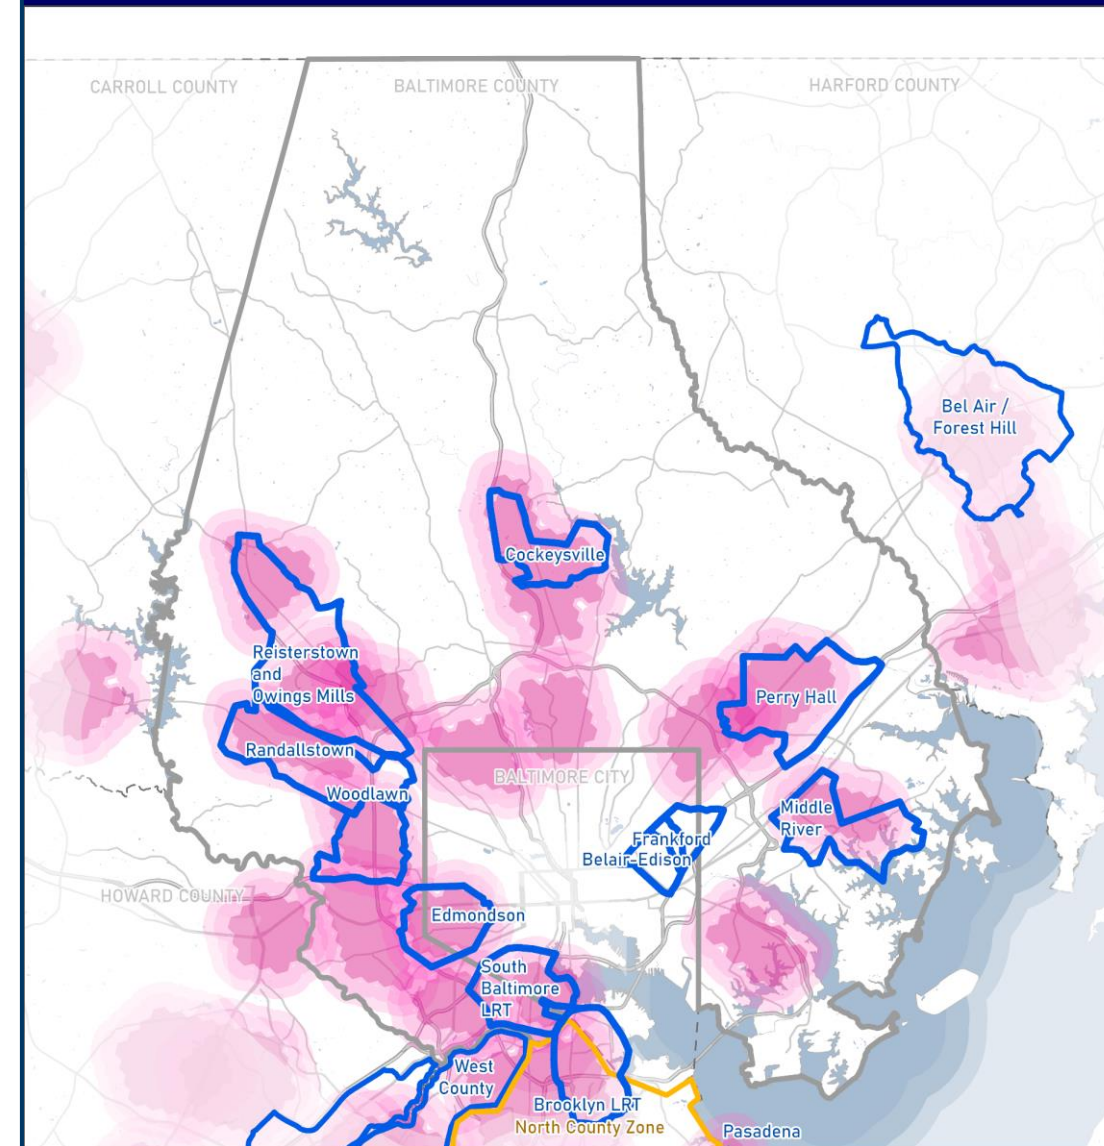 CARROLL COUNTY
BALTIMORE COUNTY
HARFORD COUNTY
Bel Air /
Forest Hill
Cockeysville
Reisterstown
and
Owings Mills
Perry Hall
Randallstown
BALTIMORE CITY
Woodlawn
Middle
River
Frankford
Belair-Edison
HOWARD COUNTY
Edmondson
South
Baltimore
LRT
West
County
Brooklyn LRT
North County Zone
Pasadena